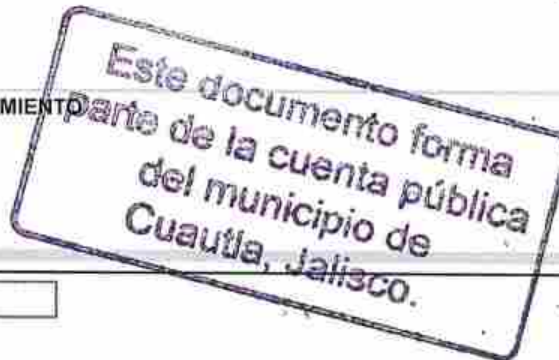 MIENTO
Este documento forma
parte de la cuenta pública
del municipio de
Cuautla, Jalisco.